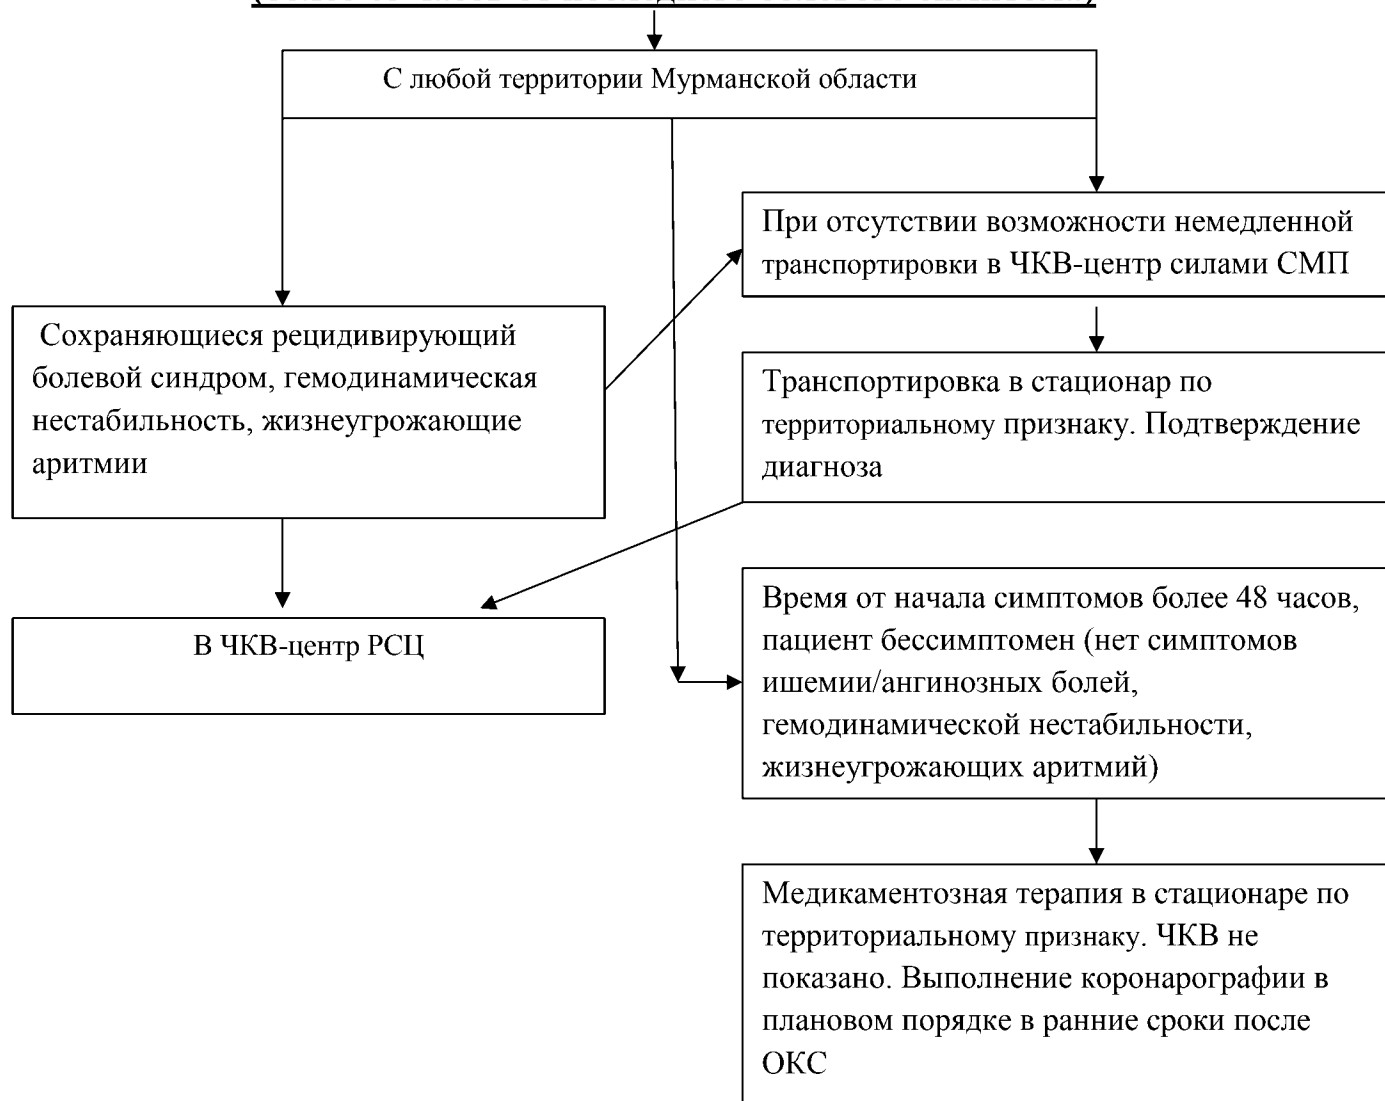 С любой территории Мурманской области
При отсутствии возможности немедленной
транспортировки в ЧКВ-центр силами СМП
Сохраняющиеся рецидивирующий
болевой синдром, гемодинамическая
нестабильность, жизнеугрожающие
аритмии
Транспортировка в стационар по
территориальному признаку. Подтверждение
диагноза
В ЧКВ-центр РСЦ
Время от начала симптомов более 48 часов,
пациент бессимптомен (нет симптомов
ишемии/ангинозных болей,
гемодинамической нестабильности,
жизнеугрожающих аритмий)
Медикаментозная терапия в стационаре по
территориальному признаку. ЧКВ не
показано. Выполнение коронарографии в
плановом порядке в ранние сроки после
ОКС